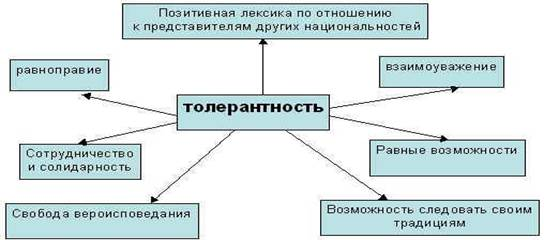 Позитивная лексика по отношению
к представителям других национальностей
равноправие
взаимоуважение
толерантность
Сотрудничество
и солидарность
Равные возможности
Свобода вероисповедания
Возможность следовать своим
традициям